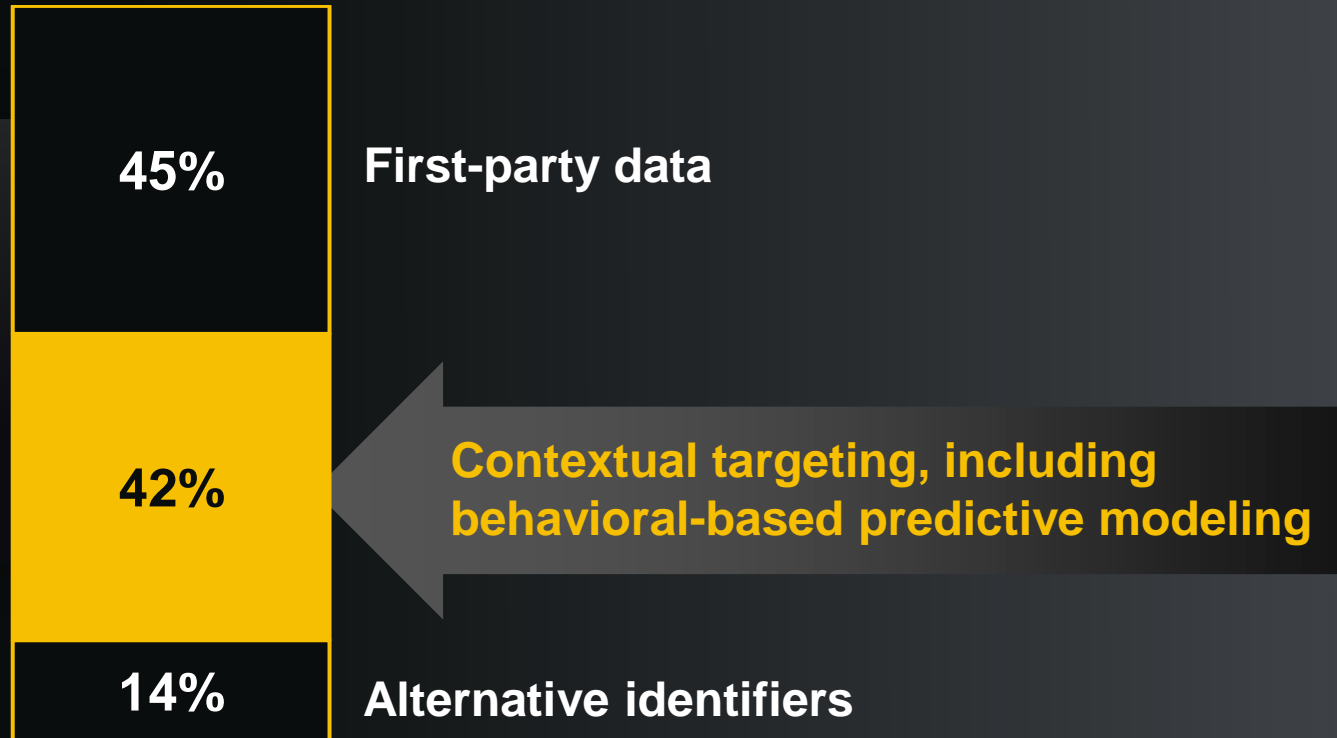 45%
First-party data
42%
Contextual targeting, including
behavioral-based predictive modeling
14%
Alternative identifiers